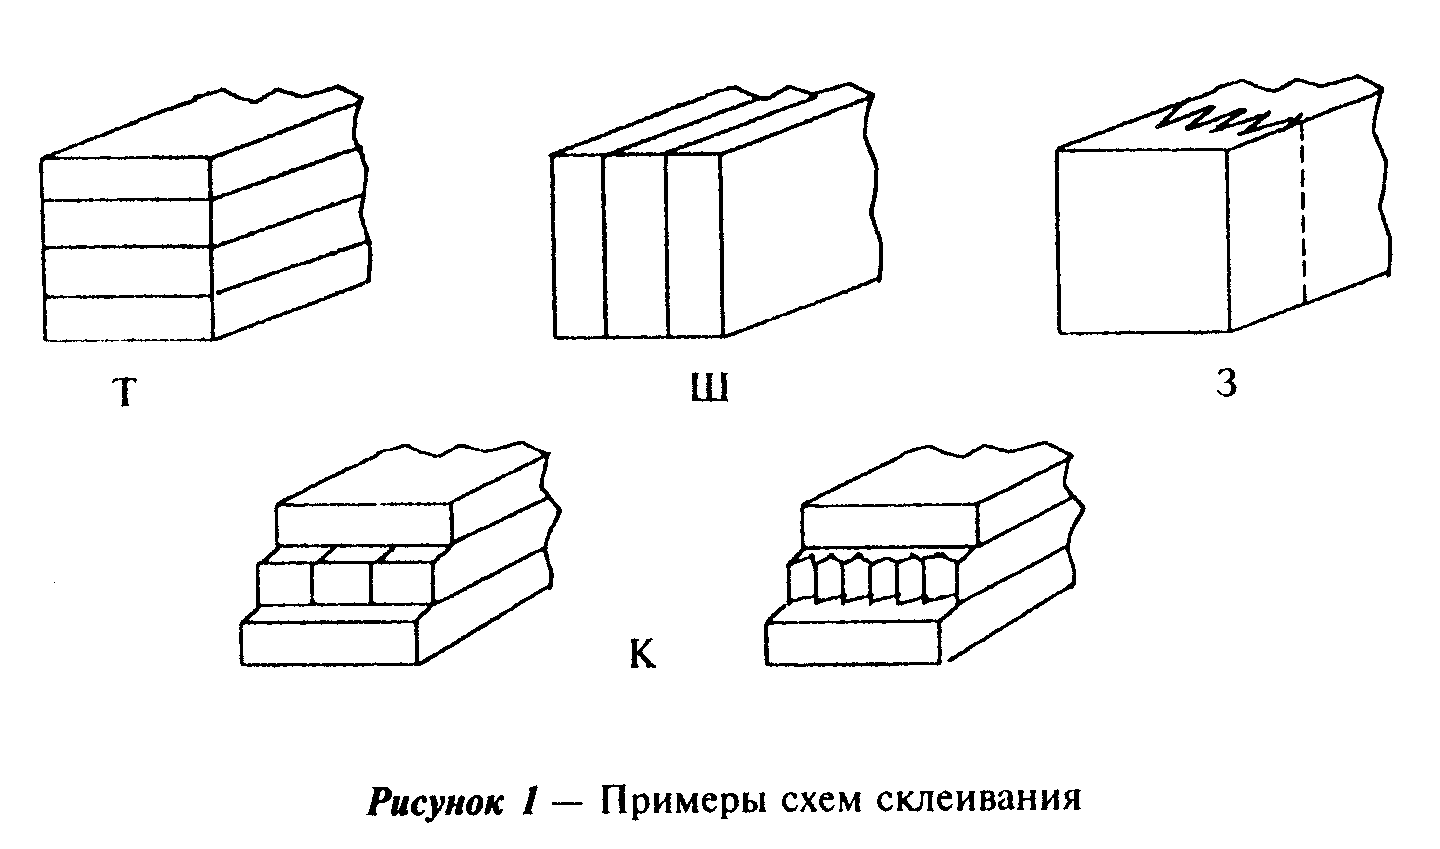 Т
Ш
З
К
Рисунок 1 — Примеры схем склеивания